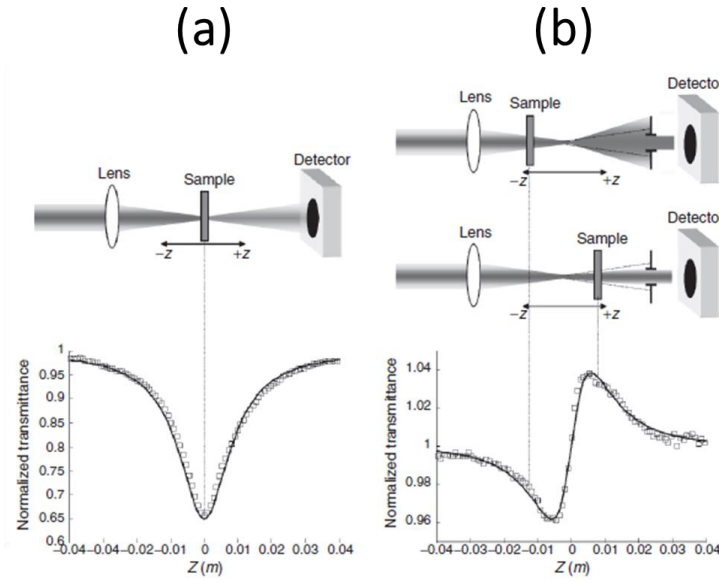 (a)
(b)
Lens
Sample
Detector
−z
+z
Normalized transmittance
1
0.95
0.9
0.85
0.8
0.75
0.7
0.65
0.6
−0.04−0.03−0.02−0.01 0 0.01 0.02 0.03 0.04
Z (m)
Lens
Sample
Detecto
−z
+z
Lens
Sample
Detecto
−z
+z
Normalized transmittance
1.04
1.02
1
0.98
0.96
−0.04−0.03−0.02−0.01 0 0.01 0.02 0.03 0.04
Z (m)